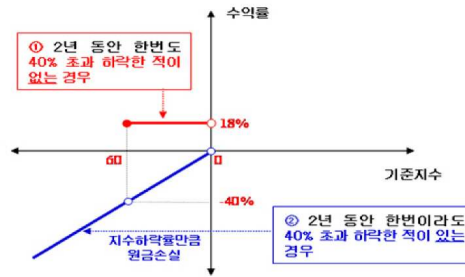 수익률
① 2년 동안 한번도
40% 초과 하락한 적이
없는 경우
18%
60
0
기준지수
-40%
지수하락률만큼
원금손실
② 2년 동안 한번이라도
40% 초과 하락한 적이 있는
경우